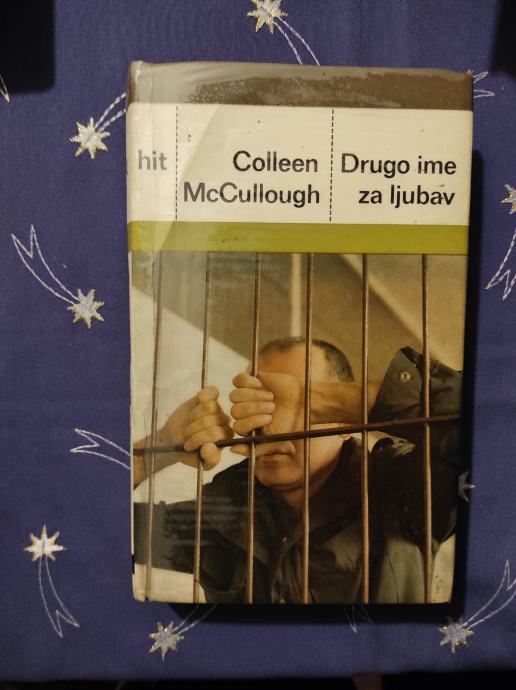 hit
Colleen
McCullough
Drugo ime
za ljubav